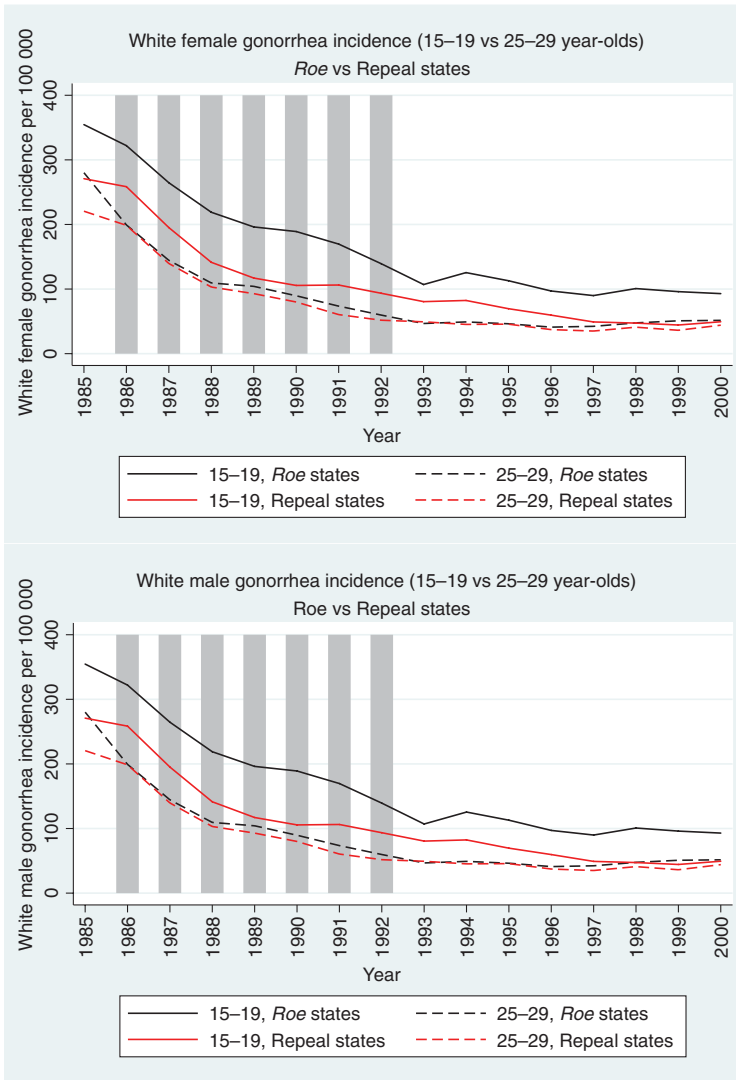 White female gonorrhea incidence (15–19 vs 25–29 year-olds)
Roe vs Repeal states
White female gonorrhea incidence per 100 000
400
300
200
100
0
1985 1986 1987 1988 1989 1990 1991 1992 1993 1994 1995 1996 1997 1998 1999 2000
Year
15–19, Roe states 25–29, Roe states
15–19, Repeal states 25–29, Repeal states
White male gonorrhea incidence (15–19 vs 25–29 year-olds)
Roe vs Repeal states
White male gonorrhea incidence per 100 000
400
300
200
100
0
1985 1986 1987 1988 1989 1990 1991 1992 1993 1994 1995 1996 1997 1998 1999 2000
Year
15–19, Roe states 25–29, Roe states
15–19, Repeal states 25–29, Repeal states